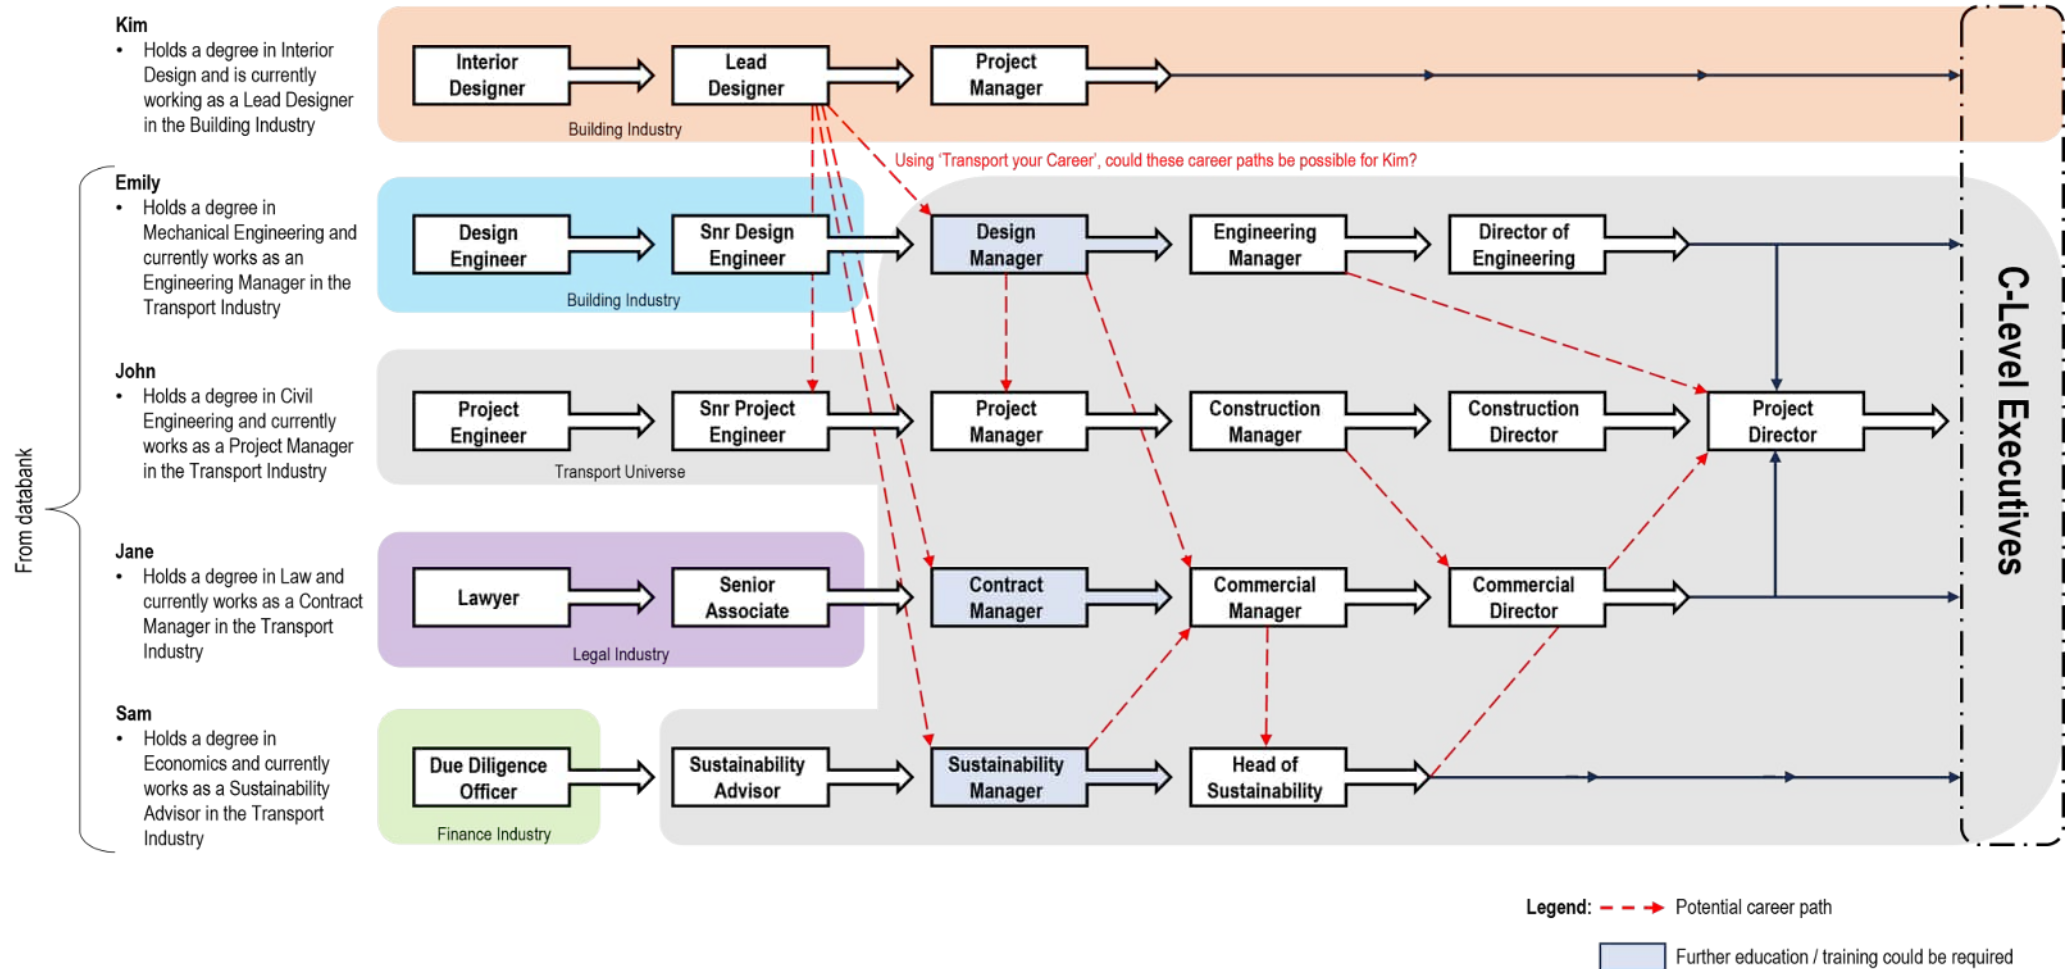 Kim
• Holds a degree in Interior
Design and is currently
working as a Lead Designer
in the Building Industry
Interior
Designer
Lead
Designer
Project
Manager
Building Industry
Using ‘Transport your Career’, could these career paths be possible for Kim?
From databank
Emily
• Holds a degree in
Mechanical Engineering and
currently works as an
Engineering Manager in the
Transport Industry
Design
Engineer
Snr Design
Engineer
Design
Manager
Engineering
Manager
Director of
Engineering
Building Industry
John
• Holds a degree in Civil
Engineering and currently
works as a Project Manager
in the Transport Industry
Project
Engineer
Snr Project
Engineer
Project
Manager
Construction
Manager
Construction
Director
Project
Director
Transport Universe
Jane
• Holds a degree in Law and
currently works as a Contract
Manager in the Transport
Industry
Lawyer
Senior
Associate
Contract
Manager
Commercial
Manager
Commercial
Director
Legal Industry
Sam
• Holds a degree in
Economics and currently
works as a Sustainability
Advisor in the Transport
Industry
Due Diligence
Officer
Sustainability
Advisor
Sustainability
Manager
Head of
Sustainability
Finance Industry
C-Level Executives
Legend:
Potential career path
Further education / training could be required